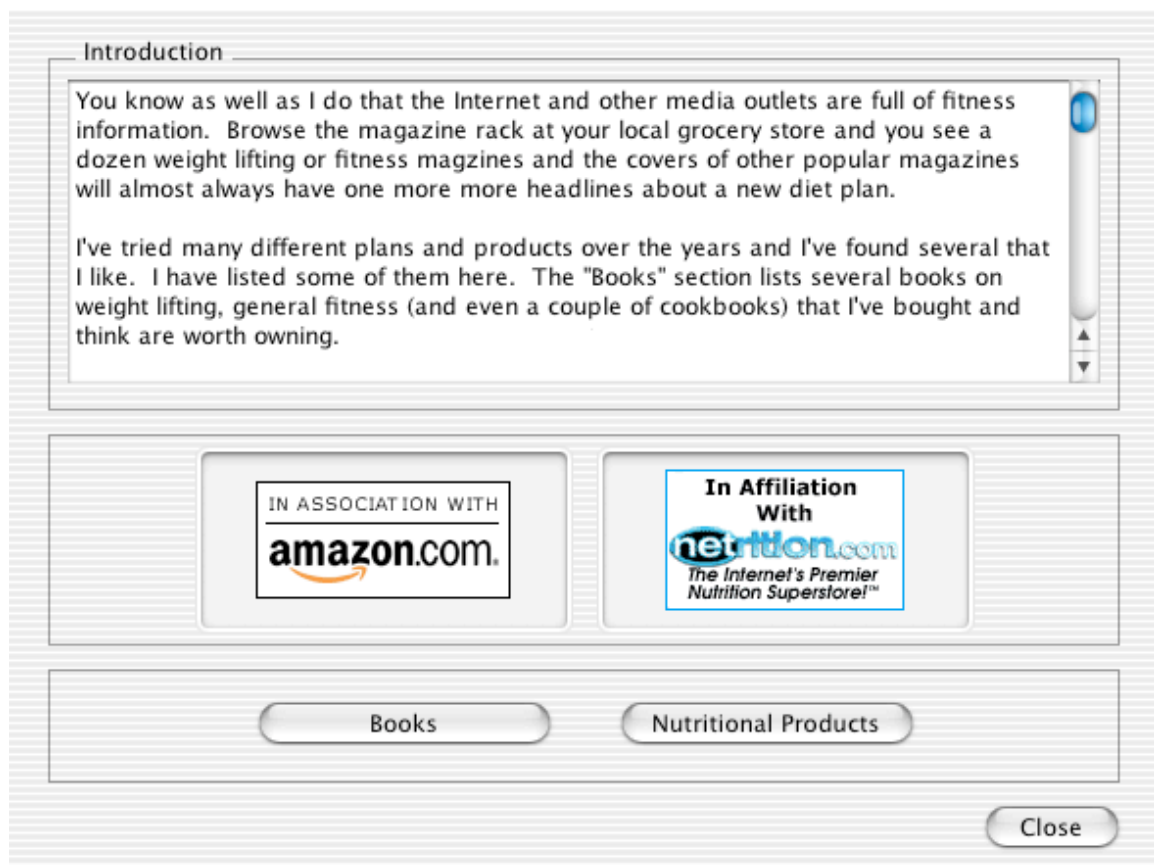 Introduction
You know as well as I do that the Internet and other media outlets are full of fitness
information.  Browse the magazine rack at your local grocery store and you see a
dozen weight lifting or fitness magzines and the covers of other popular magazines
will almost always have one more more headlines about a new diet plan.
I've tried many different plans and products over the years and I've found several that
I like.  I have listed some of them here.  The "Books" section lists several books on
weight lifting, general fitness (and even a couple of cookbooks) that I've bought and
think are worth owning.
IN ASSOCIATION WITH
amazon.com.
In Affiliation
With
netrition.com
The Internet's Premier
Nutrition Superstore!™
Books
Nutritional Products
Close